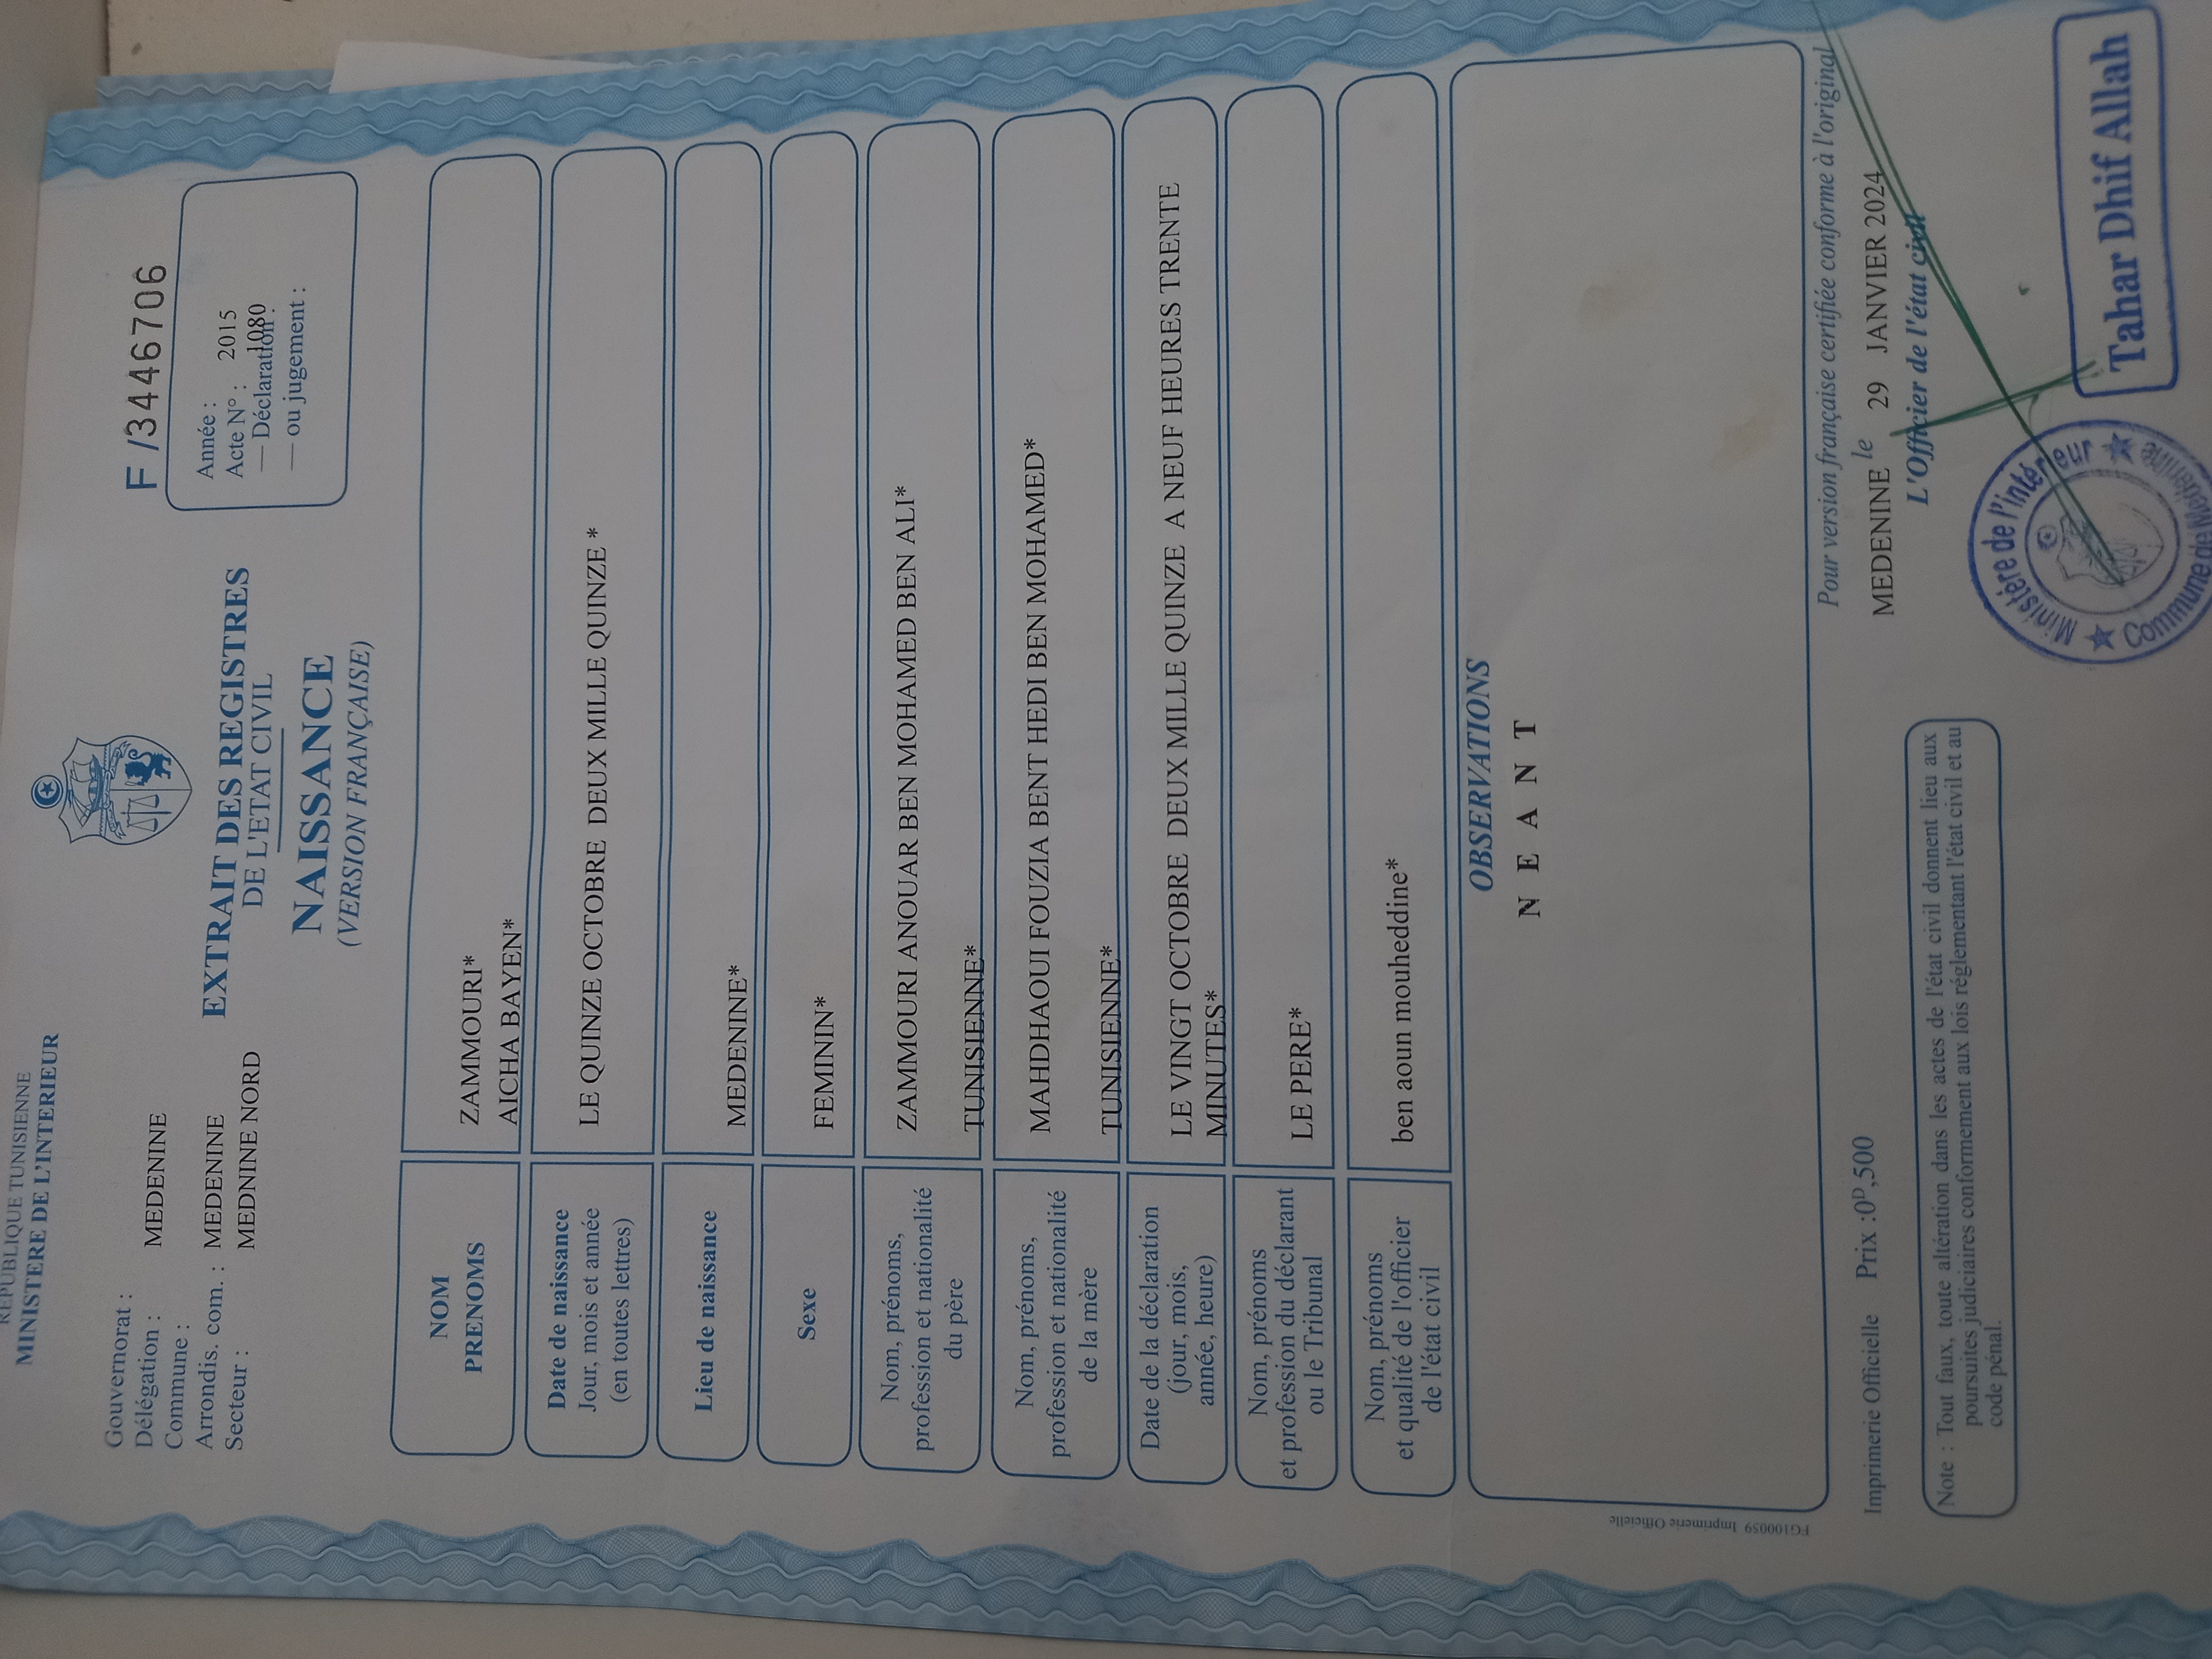 REPUBLIQUE TUNISIENNE
MINISTERE DE L'INTERIEUR
Gouvernorat :
Délégation : MEDENINE
Commune :
Arrondis. com. : MEDENINE
Secteur : MEDNINE NORD
EXTRAIT DES REGISTRES
DE L'ETAT CIVIL
NAISSANCE
(VERSION FRANÇAISE)
F /3446706
Année : 2015
Acte N° : 1080
— Déclaration :
— ou jugement :
NOM ZAMMOURI*
PRENOMS AICHA BAYEN*
Date de naissance
Jour, mois et année
(en toutes lettres)
LE QUINZE OCTOBRE DEUX MILLE QUINZE *
Lieu de naissance
MEDENINE*
Sexe
FEMININ*
Nom, prénoms,
profession et nationalité
du père
ZAMMOURI ANOUAR BEN MOHAMED BEN ALI*
TUNISIENNE*
Nom, prénoms,
profession et nationalité
de la mère
MAHDHAOUI FOUZIA BENT HEDI BEN MOHAMED*
TUNISIENNE*
Date de la déclaration
(jour, mois,
année, heure)
LE VINGT OCTOBRE DEUX MILLE QUINZE A NEUF HEURES TRENTE
MINUTES*
Nom, prénoms
et profession du déclarant
ou le Tribunal
LE PERE*
Nom, prénoms
et qualité de l'officier
de l'état civil
ben aoun mouheddine*
OBSERVATIONS
N E A N T
FG100059 Imprimerie Officielle
Pour version française certifiée conforme à l'original
Imprimerie Officielle Prix :0ᴰ,500
MEDENINE le 29 JANVIER 2024
L'Officier de l'état civil
Note : Tout faux, toute altération dans les actes de l'état civil donnent lieu aux
poursuites judiciaires conformément aux lois réglementant l'état civil et au
code pénal.
Ministère de l'intérieur
Commune de Medenine
Tahar Dhif Allah